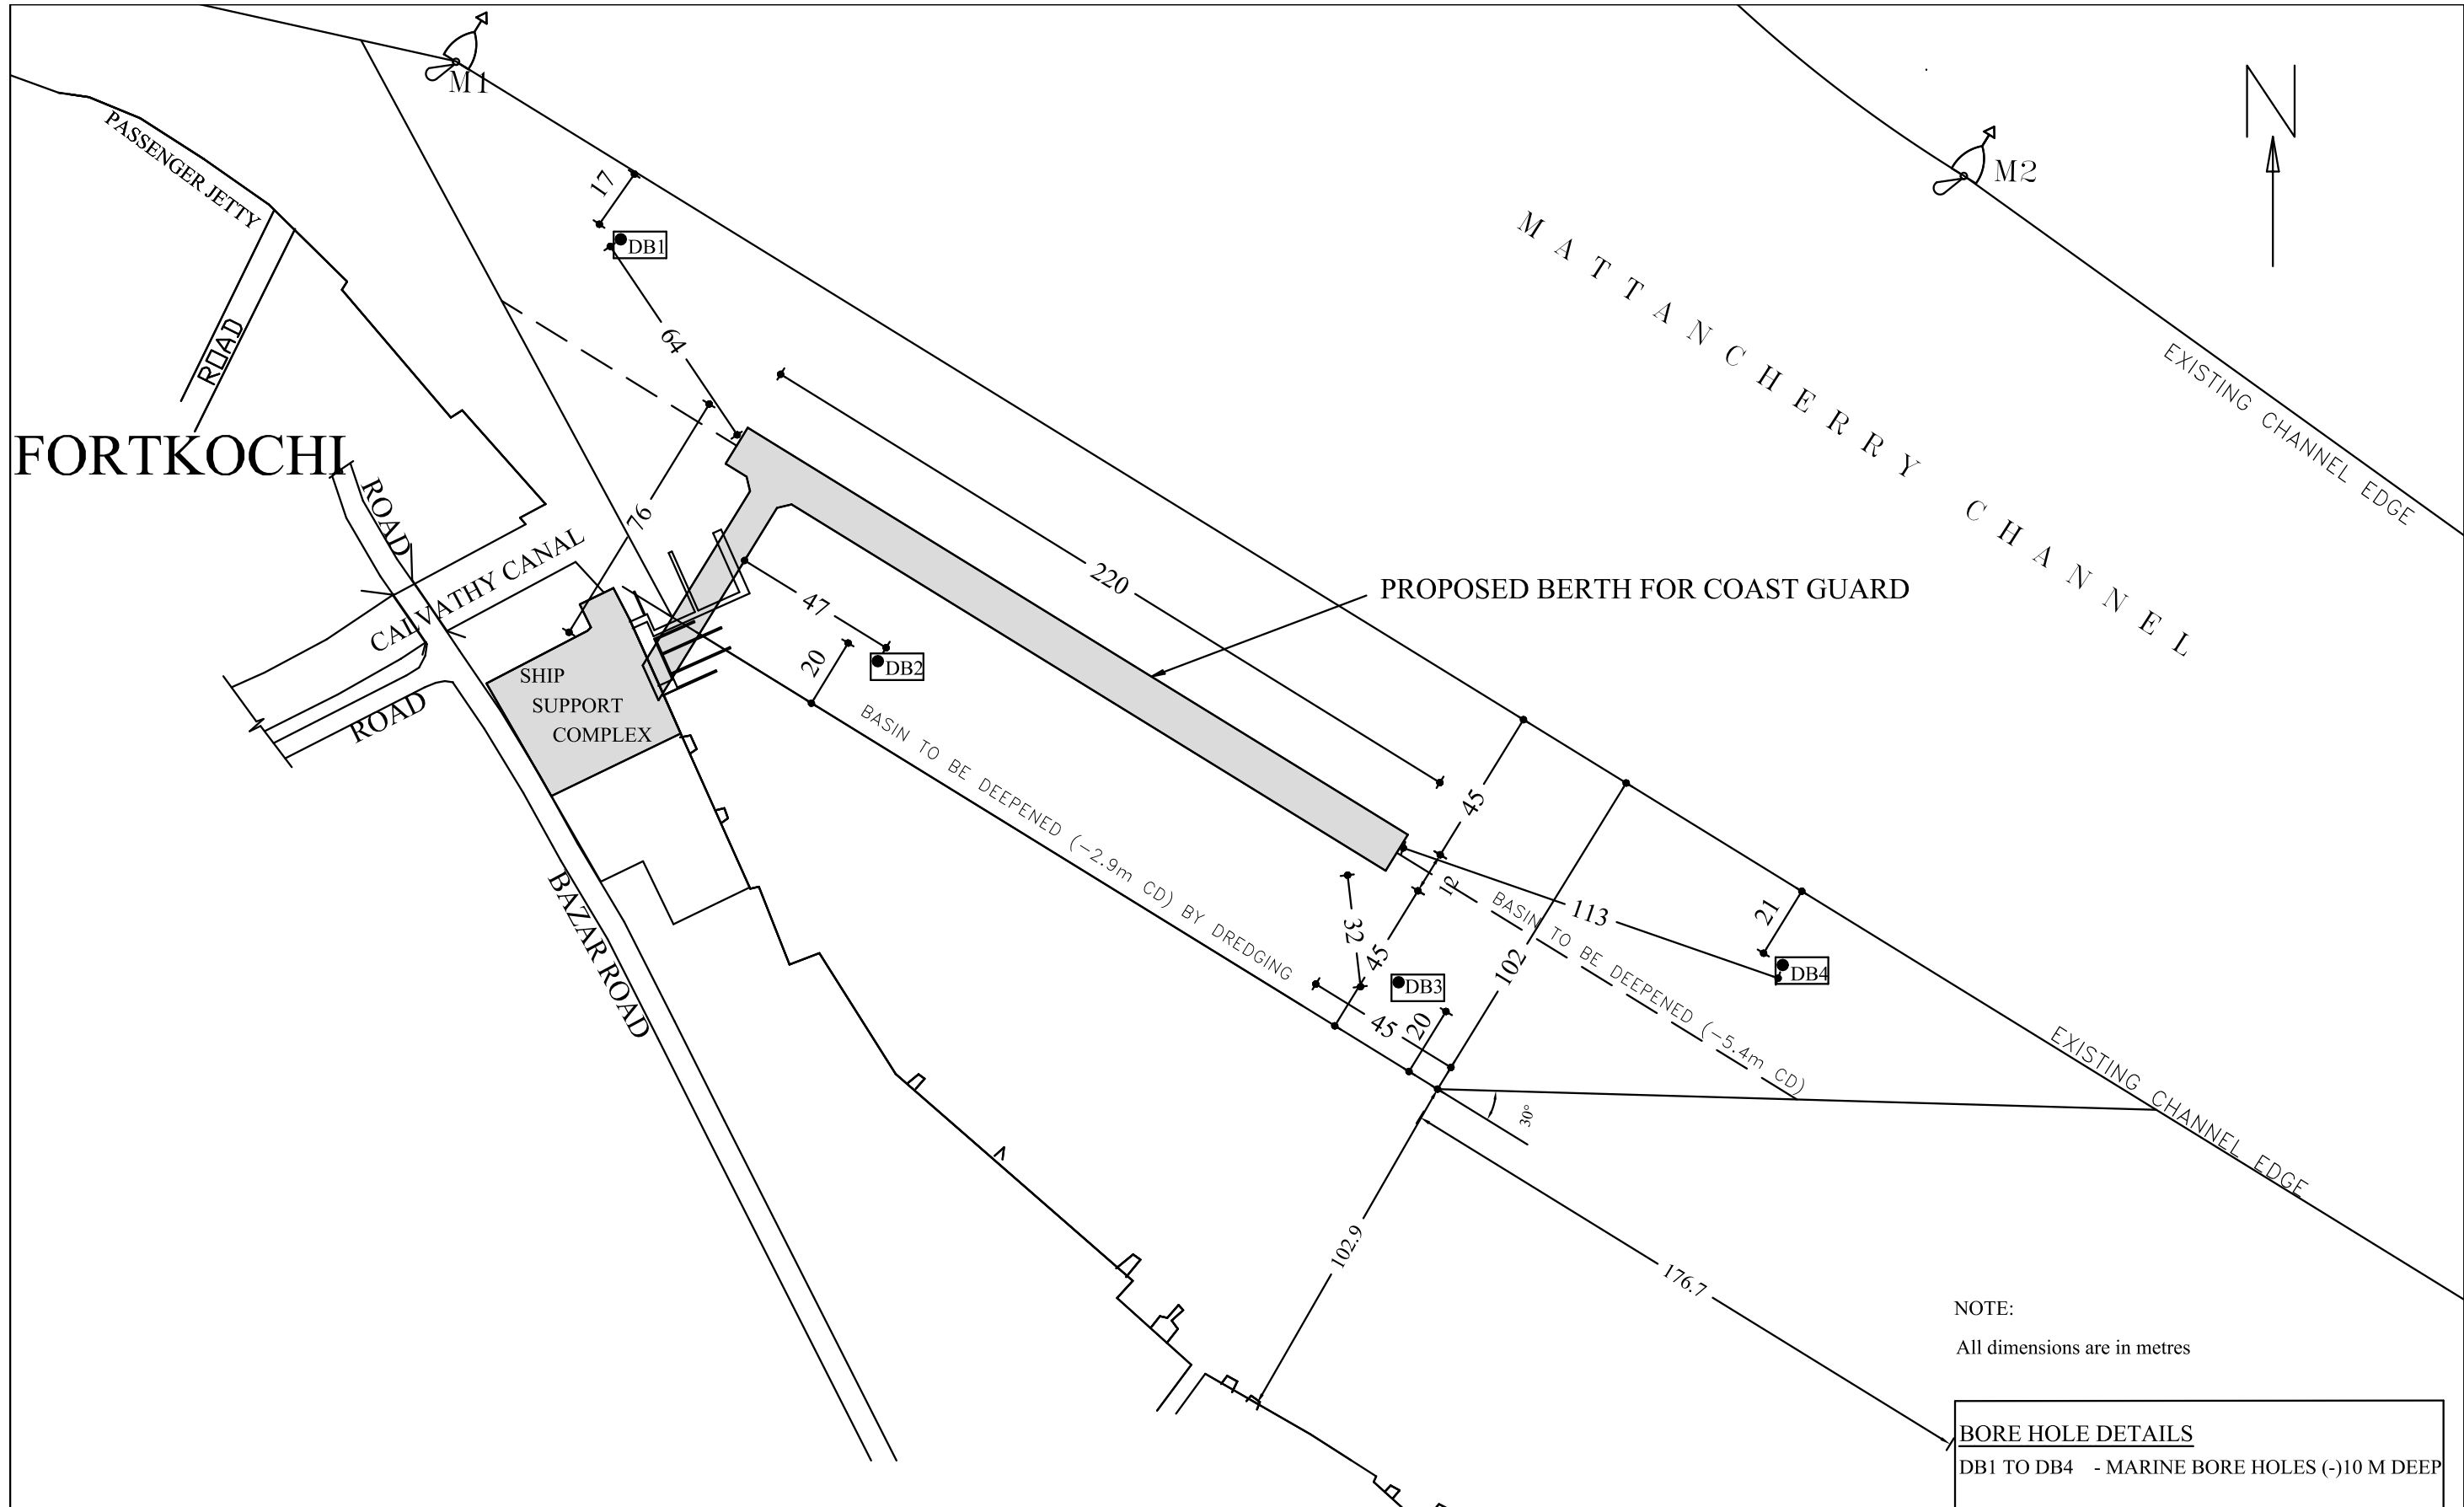 M1
M2
N
PASSENGER JETTY
17
DB1
ROAD
64
MATTANCHERRY CHANNEL
EXISTING CHANNEL EDGE
FORTKOCHI
ROAD
76
220
PROPOSED BERTH FOR COAST GUARD
CALVATHY CANAL
47
20
DB2
SHIP
SUPPORT
COMPLEX
ROAD
BASIN TO BE DEEPENED (-2.9m CD) BY DREDGING
45
12
BASIN TO BE DEEPENED (-5.4m CD)
113
21
DB4
32
45
102
DB3
45
20
BAZAR ROAD
EXISTING CHANNEL EDGE
30°
102.9
176.7
NOTE:
All dimensions are in metres
BORE HOLE DETAILS
DB1 TO DB4 - MARINE BORE HOLES (-)10 M DEEP